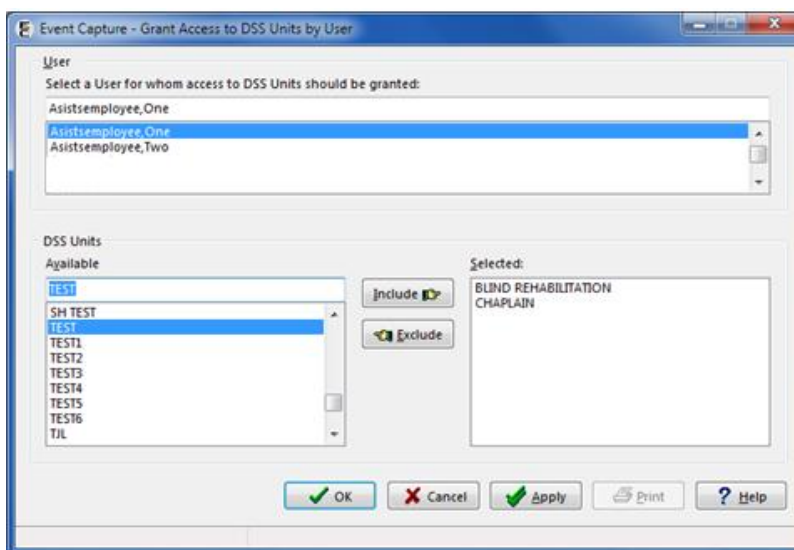 Event Capture - Grant Access to DSS Units by User
User
Select a User for whom access to DSS Units should be granted:
Asistsemployee,One
Asistsemployee,One
Asistsemployee,Two
DSS Units
Available
TEST
SH TEST
TEST
TEST1
TEST2
TEST3
TEST4
TEST5
TEST6
TJL
Include
Exclude
Selected:
BLIND REHABILITATION
CHAPLAIN
OK
Cancel
Apply
Print
? Help